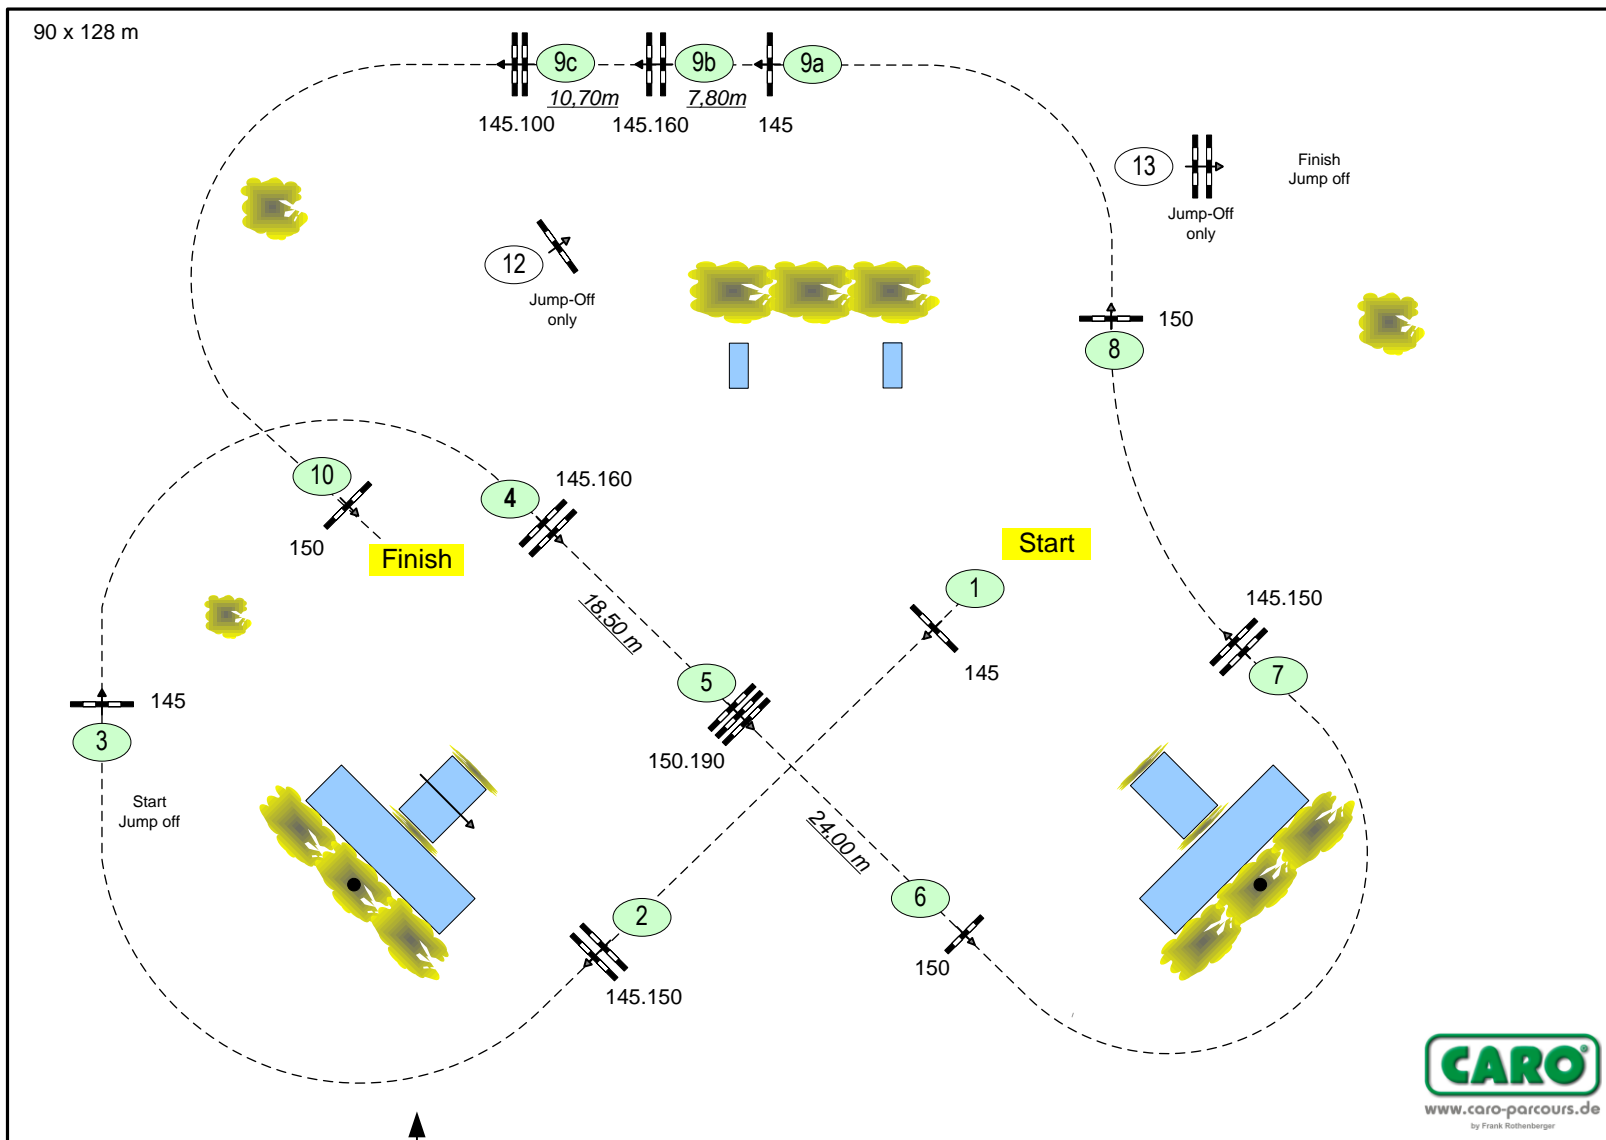 90 x 128 m
9c
9b
9a
10,70m
7,80m
145.100
145.160
145
13
Finish
Jump off
Jump-Off
only
12
Jump-Off
only
150
8
10
4
145.160
150
Finish
Start
1
18,50 m
145.150
145
7
5
3
145
150.190
Start
Jump off
24,00 m
2
6
150
145.150
CARO®
www.caro-parcours.de
by Frank Rothenberger